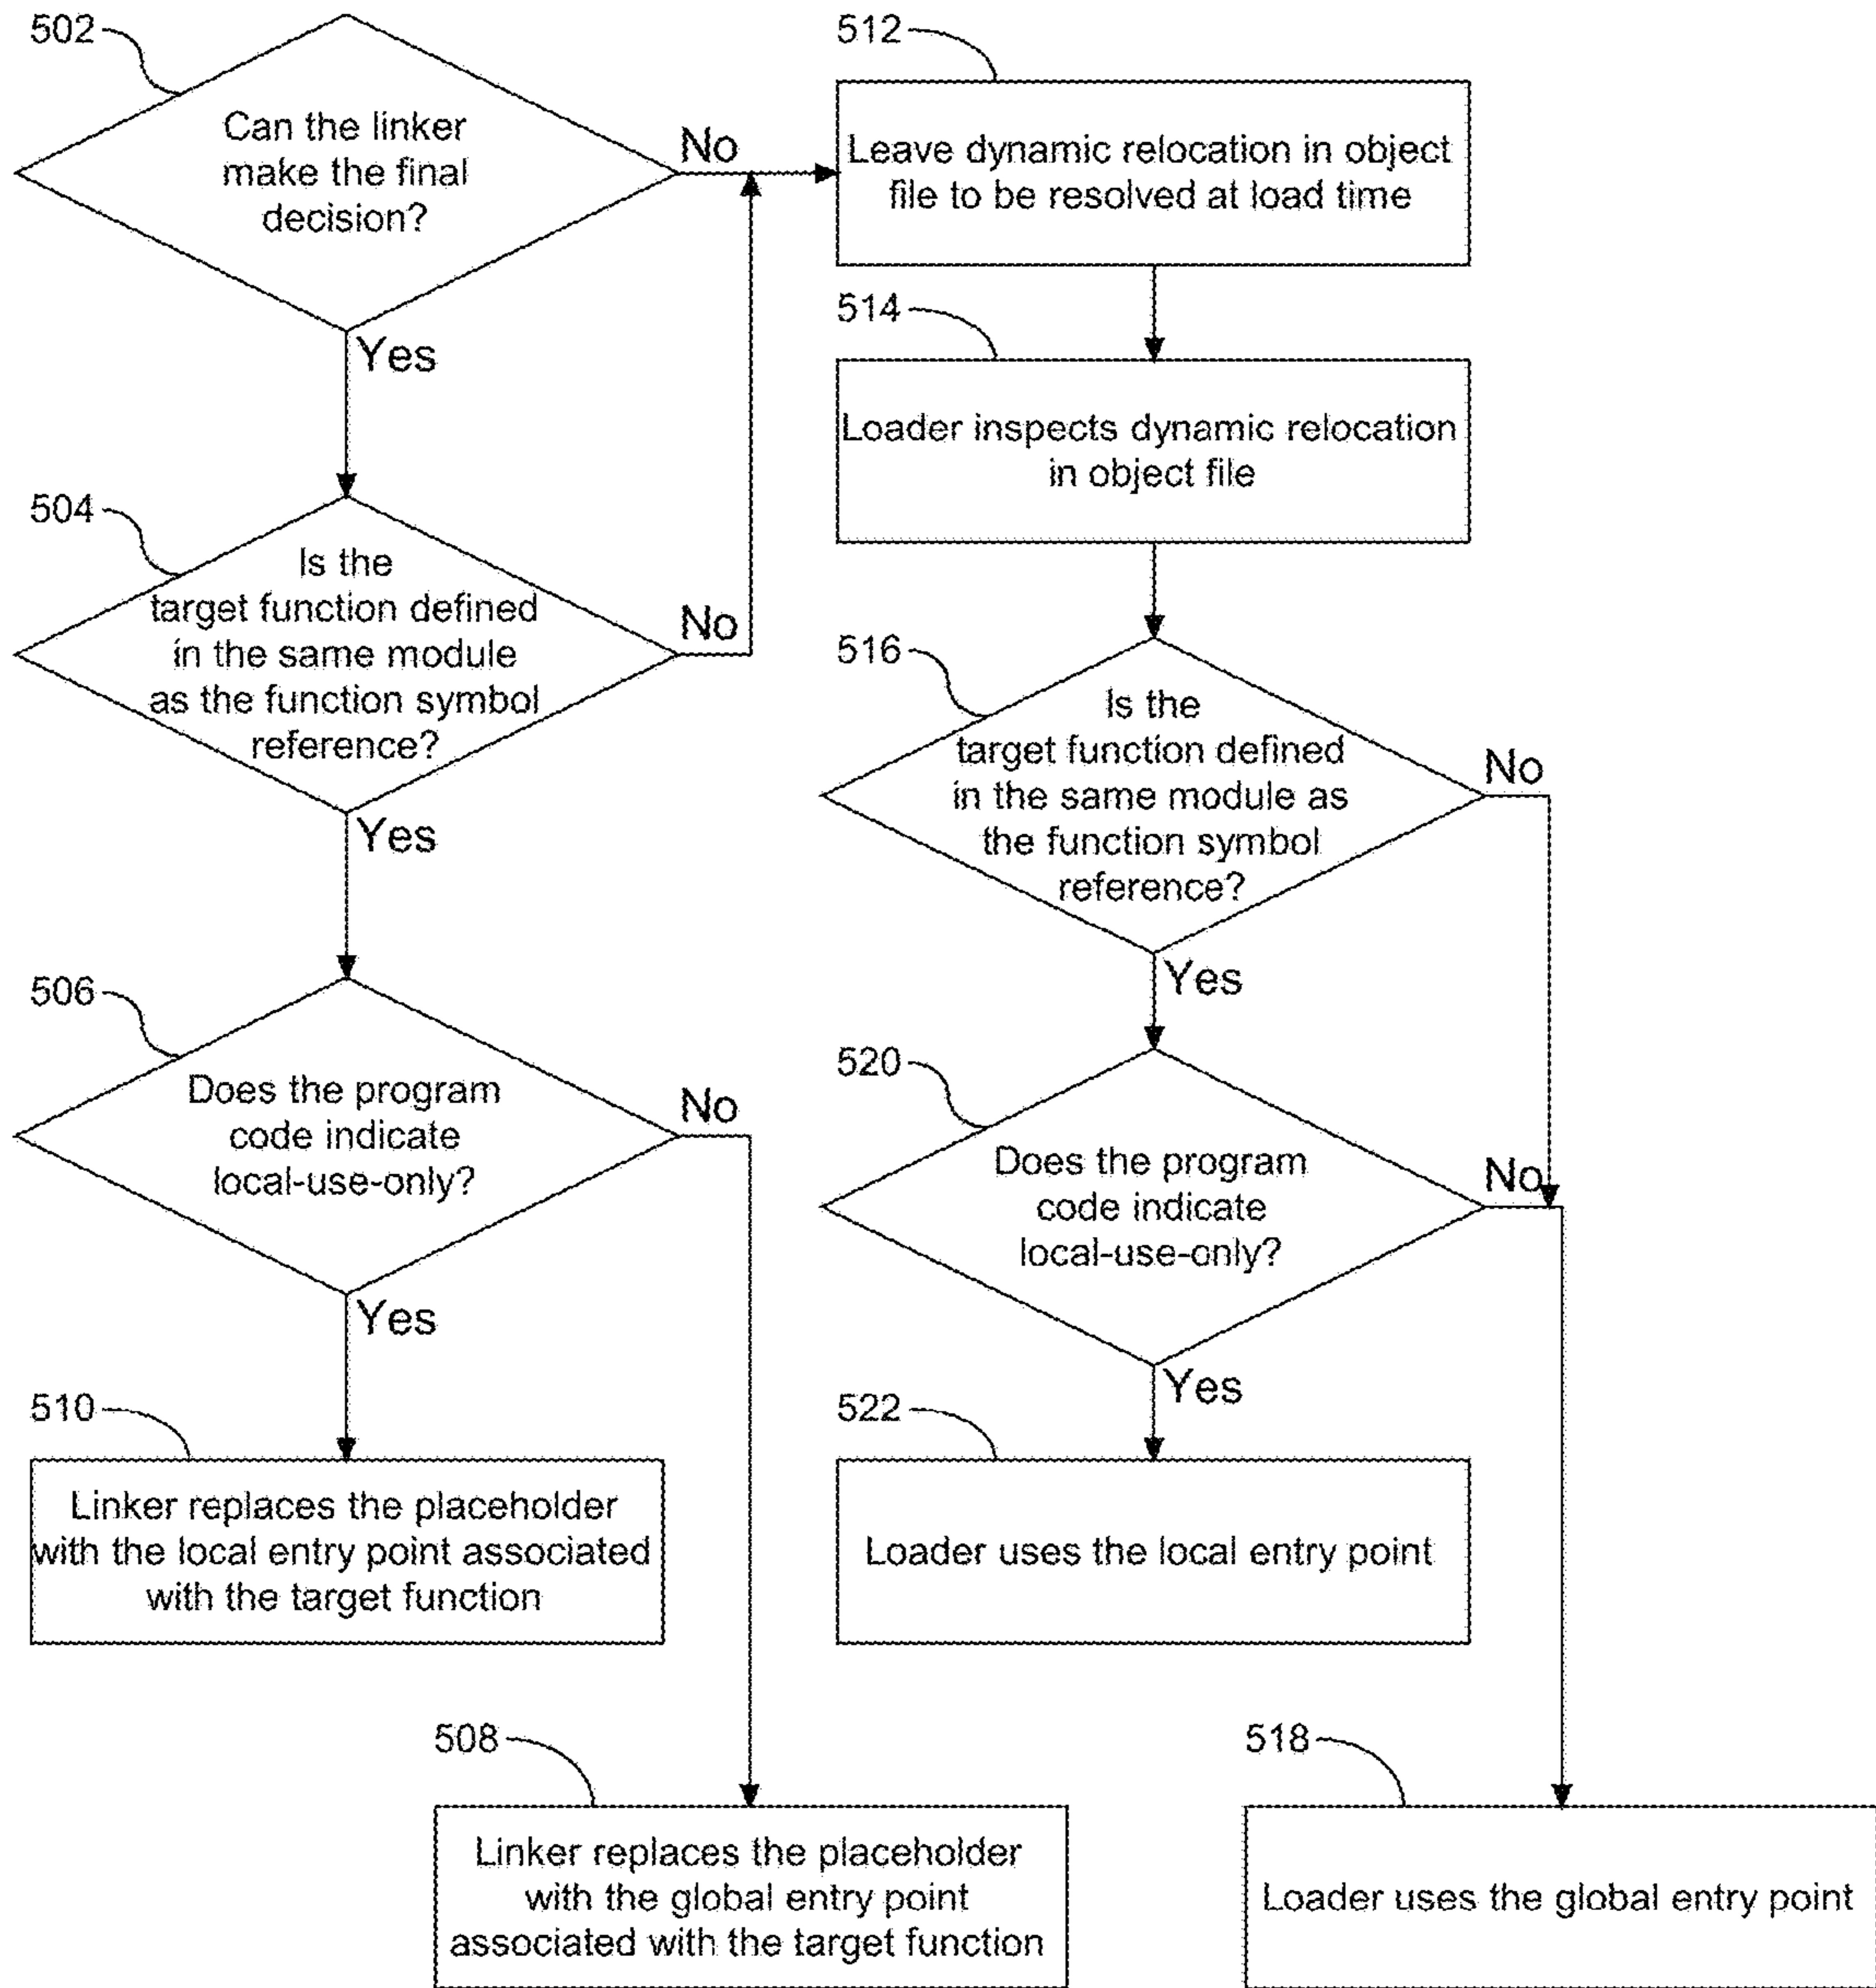 502
Can the linker
make the final
decision?
No
Yes
504
Is the
target function defined
in the same module
as the function symbol
reference?
No
Yes
506
Does the program
code indicate
local-use-only?
No
Yes
510
Linker replaces the placeholder
with the local entry point associated
with the target function
508
Linker replaces the placeholder
with the global entry point
associated with the target function
512
Leave dynamic relocation in object
file to be resolved at load time
514
Loader inspects dynamic relocation
in object file
516
Is the
target function defined
in the same module as
the function symbol
reference?
No
Yes
520
Does the program
code indicate
local-use-only?
No
Yes
522
Loader uses the local entry point
518
Loader uses the global entry point